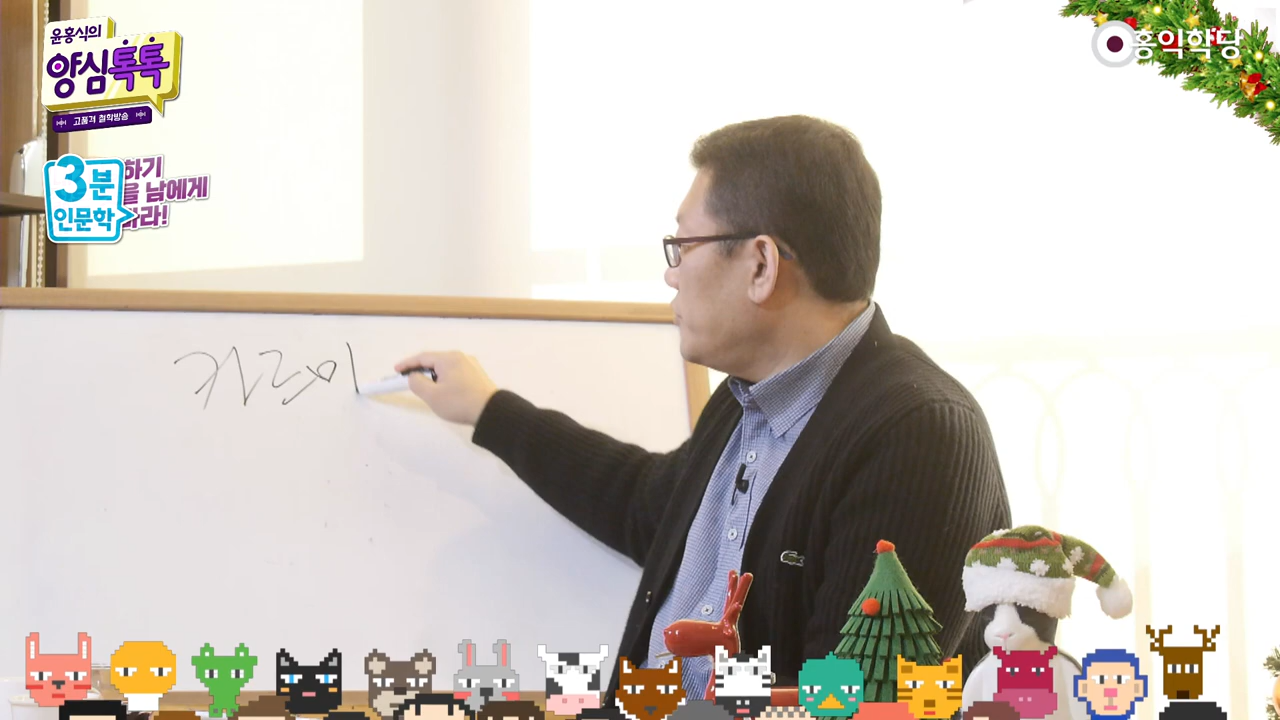 윤홍식의
양심톡톡
고품격 철학방송
3분
인문학
하기
을 남에게
라!
홍익학당
카르마